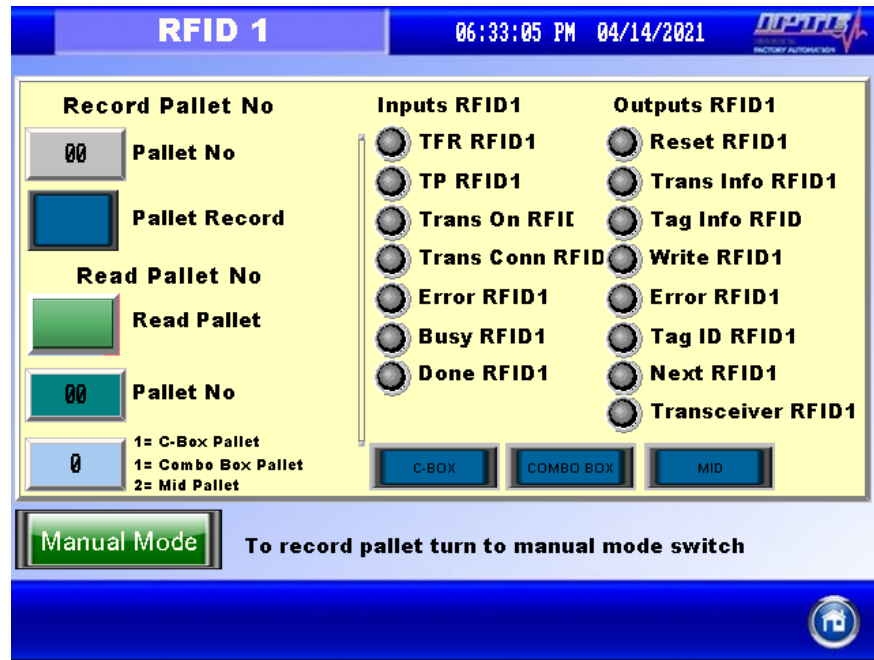 RFID 1
06:33:05 PM 04/14/2021
FACTORY AUTOMATION
Record Pallet No
00
Pallet No
Pallet Record
Read Pallet No
Read Pallet
00
Pallet No
0
1= C-Box Pallet
1= Combo Box Pallet
2= Mid Pallet
Inputs RFID1
TFR RFID1
TP RFID1
Trans On RFI
Trans Conn RFID
Error RFID1
Busy RFID1
Done RFID1
Outputs RFID1
Reset RFID1
Trans Info RFID1
Tag Info RFID
Write RFID1
Error RFID1
Tag ID RFID1
Next RFID1
Transceiver RFID1
C-BOX
COMBO BOX
MID
Manual Mode
To record pallet turn to manual mode switch